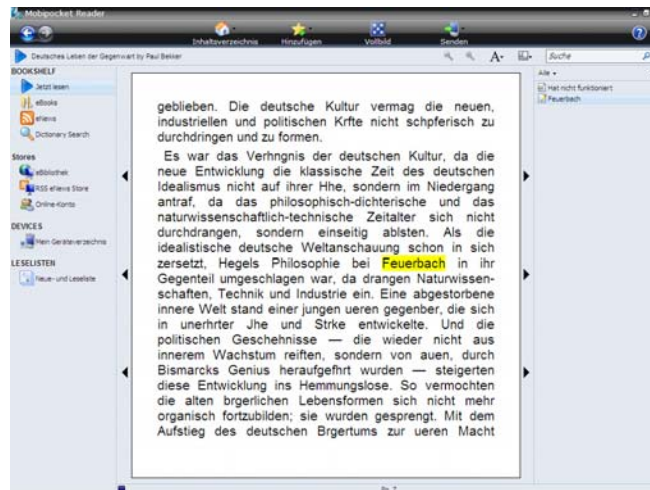 Mobipocket Reader
Inhaltsverzeichnis Hinzufügen Vollbild Senden
Deutsches Leben der Gegenwart by Paul Bekker
Suche
BOOKSHELF
Jetzt lesen
eBooks
eNews
Dictionary Search
Stores
eBibliothek
RSS eNews Store
Online-Konto
DEVICES
Mein Geräteverzeichnis
LESELISTEN
Neue- und Leseliste
geblieben. Die deutsche Kultur vermag die neuen,
industriellen und politischen Krfte nicht schpferisch zu
durchdringen und zu formen.
Es war das Verhngnis der deutschen Kultur, da die
neue Entwicklung die klassische Zeit des deutschen
Idealismus nicht auf ihrer Hhe, sondern im Niedergang
antraf, da das philosophisch-dichterische und das
naturwissenschaftlich-technische Zeitalter sich nicht
durchdrangen, sondern einseitig ablsten. Als die
idealistische deutsche Weltanschauung schon in sich
zersetzt, Hegels Philosophie bei Feuerbach in ihr
Gegenteil umgeschlagen war, da drangen Naturwissen-
schaften, Technik und Industrie ein. Eine abgestorbene
innere Welt stand einer jungen ueren gegenber, die sich
in unerhrter Jhe und Strke entwickelte. Und die
politischen Geschehnisse — die wieder nicht aus
innerem Wachstum reiften, sondern von auen, durch
Bismarcks Genius heraufgefhrt wurden — steigerten
diese Entwicklung ins Hemmungslose. So vermochten
die alten brgerlichen Lebensformen sich nicht mehr
organisch fortzubilden; sie wurden gesprengt. Mit dem
Aufstieg des deutschen Brgertums zur ueren Macht
Alle
Hat nicht funktioniert
Feuerbach